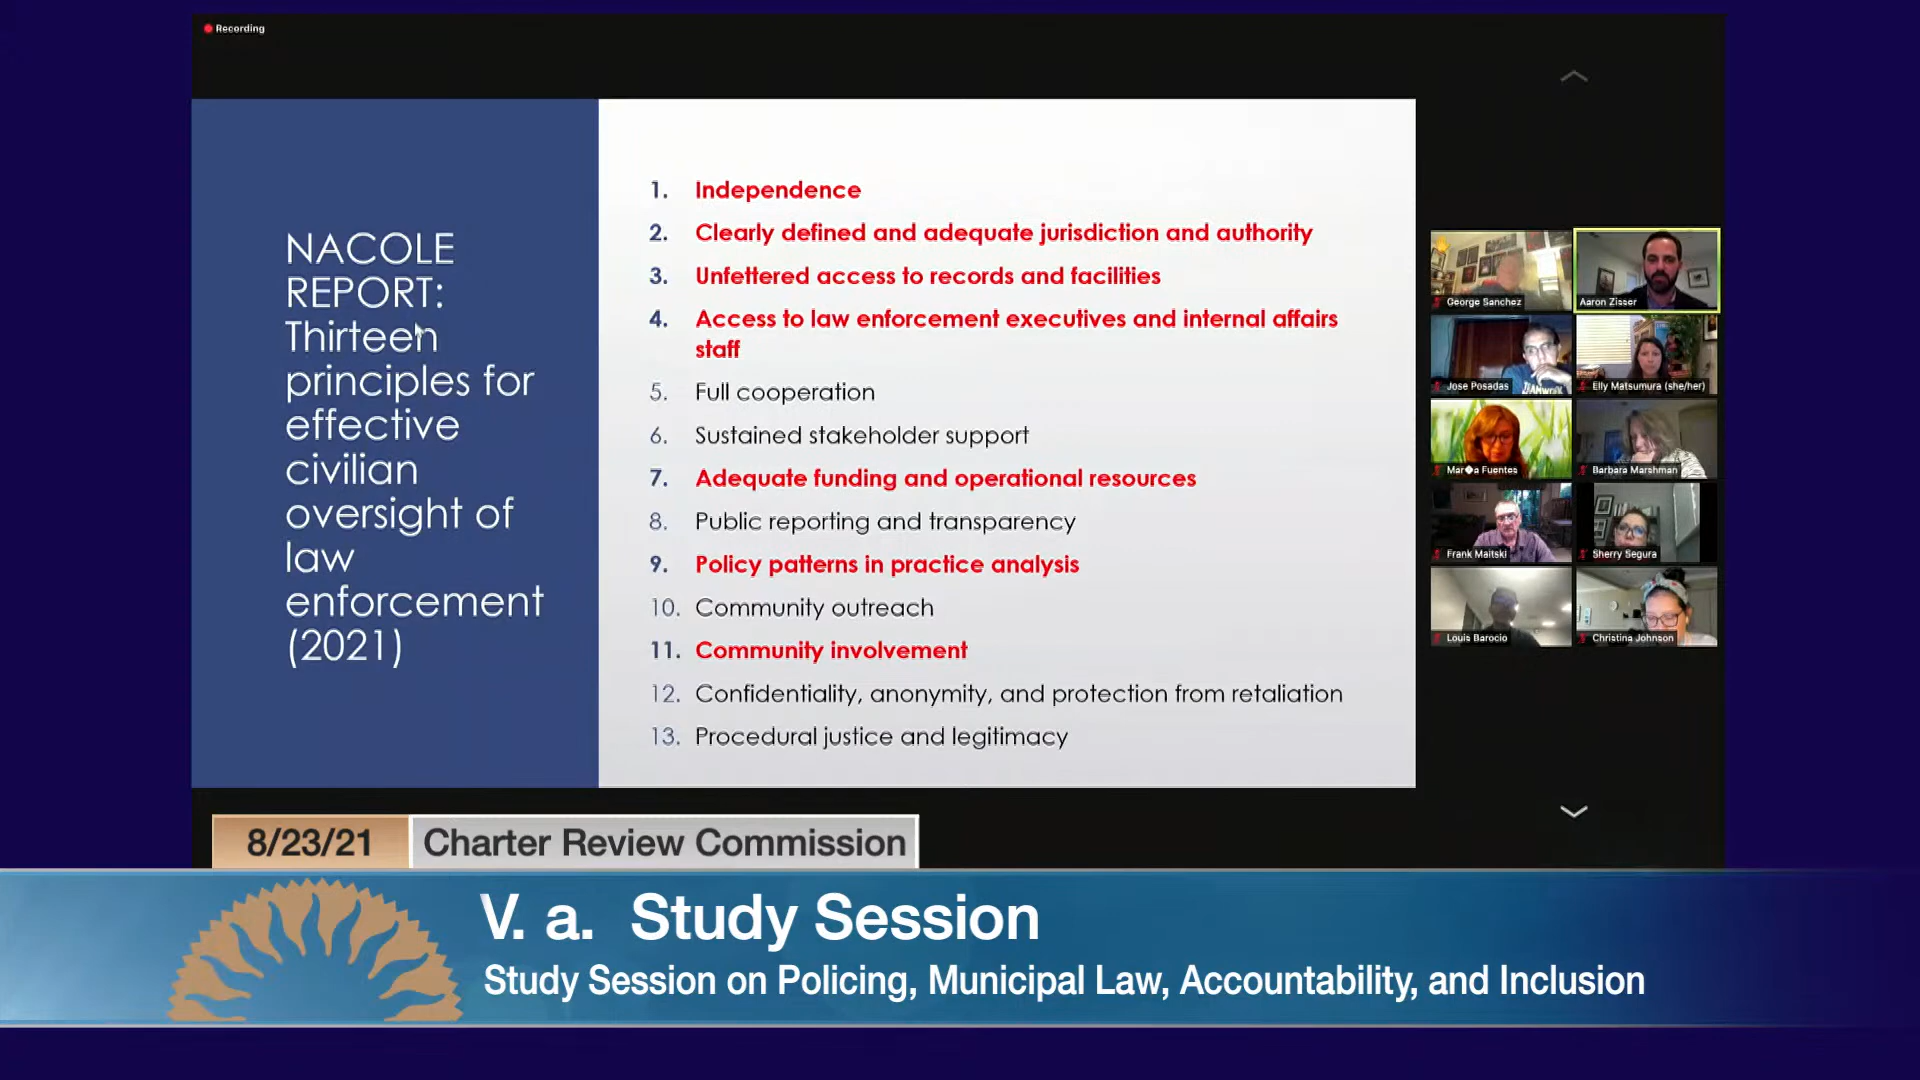 Recording
NACOLE
REPORT:
Thirteen
principles for
effective
civilian
oversight of
law
enforcement
(2021)
1. Independence
2. Clearly defined and adequate jurisdiction and authority
3. Unfettered access to records and facilities
4. Access to law enforcement executives and internal affairs
staff
5. Full cooperation
6. Sustained stakeholder support
7. Adequate funding and operational resources
8. Public reporting and transparency
9. Policy patterns in practice analysis
10. Community outreach
11. Community involvement
12. Confidentiality, anonymity, and protection from retaliation
13. Procedural justice and legitimacy
George Sanchez
Aaron Zisser
Jose Posadas
Elly Matsumura (she/her)
Mar�a Fuentes
Barbara Marshman
Frank Maitski
Sherry Segura
Louis Barocio
Christina Johnson
8/23/21
Charter Review Commission
V. a. Study Session
Study Session on Policing, Municipal Law, Accountability, and Inclusion